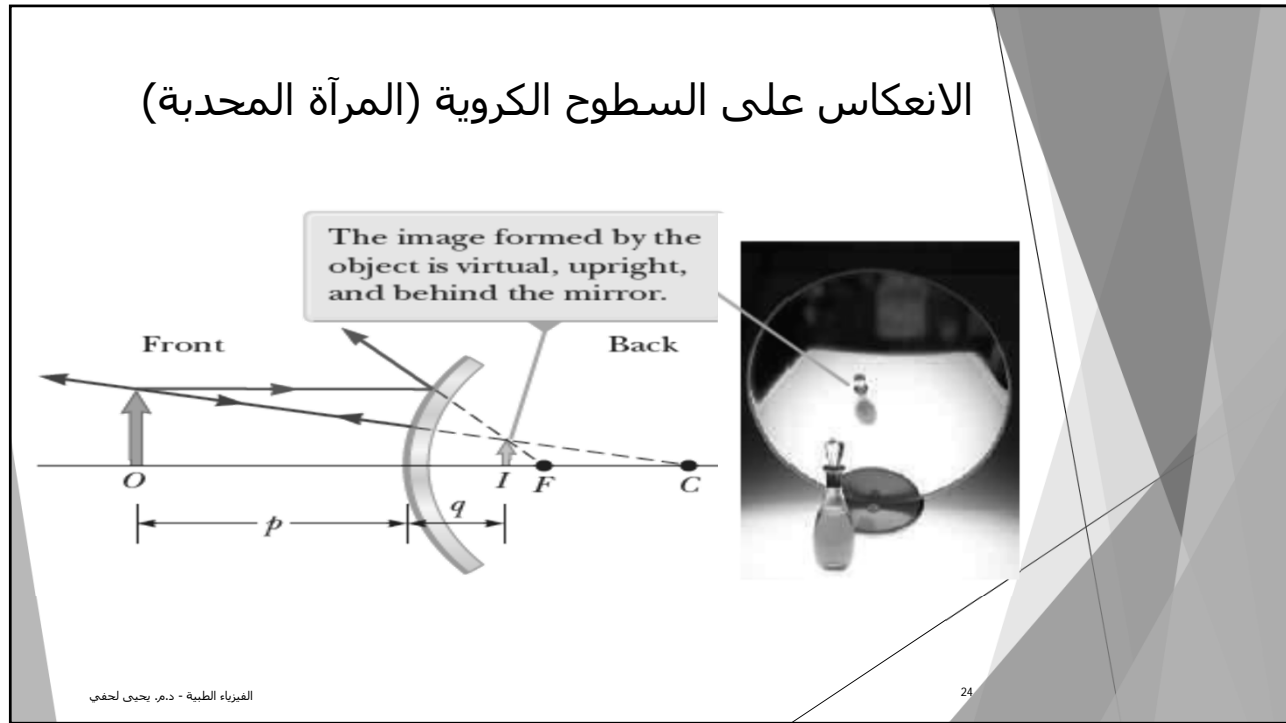 الانعكاس على السطوح الكروية (المرآة المحدبة)
The image formed by the
object is virtual, upright,
and behind the mirror.
Front
Back
O
I
F
C
p
q
الفيزياء الطبية - د.م. يحيى لحفي
24